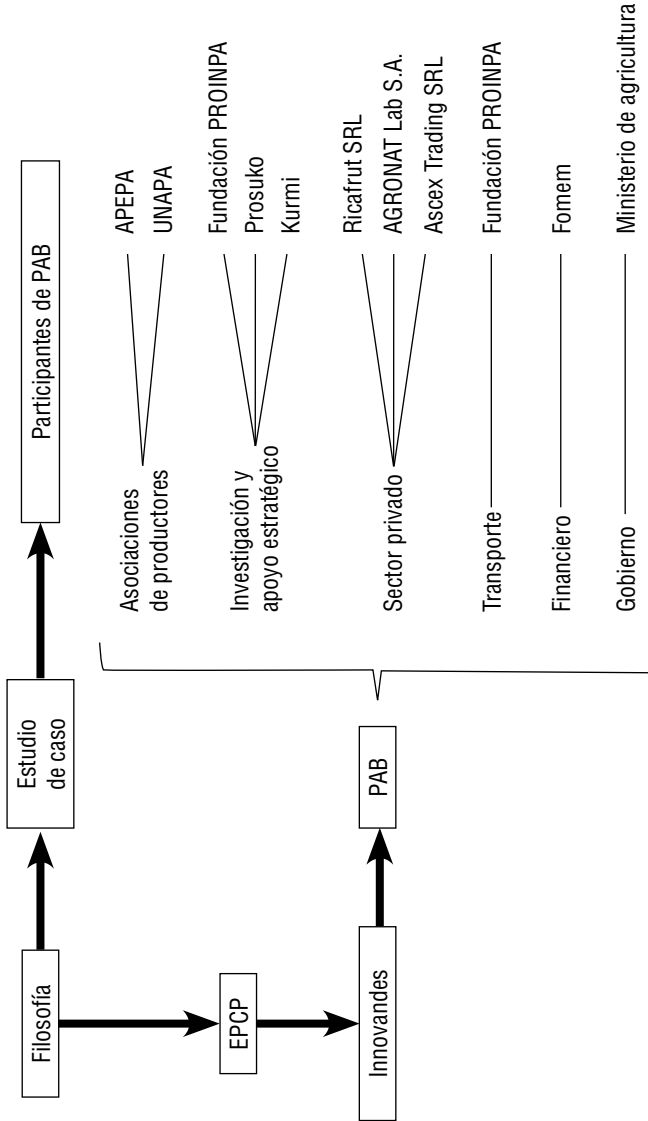 Filosofía
Estudio
de caso
Participantes de PAB
EPCP
Innovandes
PAB
Asociaciones
de productores
APEPA
UNAPA
Investigación y
apoyo estratégico
Fundación PROINPA
Prosuko
Kurmi
Sector privado
Ricafrut SRL
AGRONAT Lab S.A.
Ascex Trading SRL
Transporte
Fundación PROINPA
Financiero
Fomem
Gobierno
Ministerio de agricultura